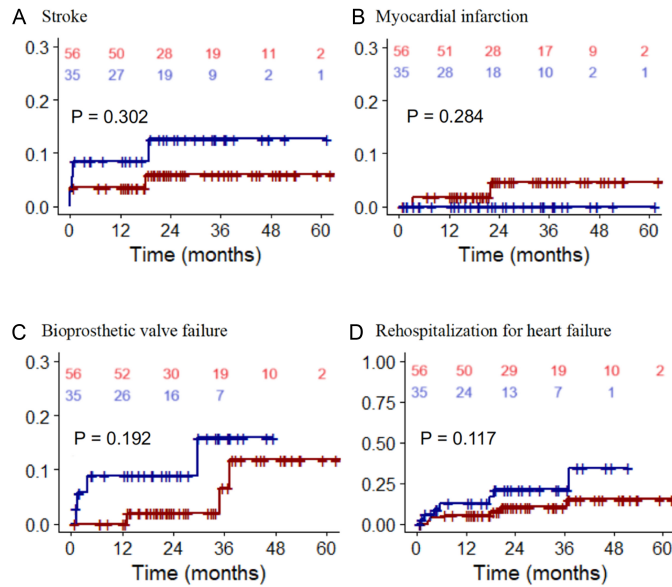 A Stroke
0.3
56 50 28 19 11 2
35 27 19 9 2 1
0.2
P = 0.302
0.1
0.0
0 12 24 36 48 60
Time (months)
B Myocardial infarction
0.3
56 51 28 17 9 2
35 28 18 10 2 1
0.2
P = 0.284
0.1
0.0
0 12 24 36 48 60
Time (months)
C Bioprosthetic valve failure
0.3
56 52 30 19 10 2
35 26 16 7
0.2
P = 0.192
0.1
0.0
0 12 24 36 48 60
Time (months)
D Rehospitalization for heart failure
1.00
56 50 29 19 10 2
35 24 13 7 1
0.75
0.50
P = 0.117
0.25
0.00
0 12 24 36 48 60
Time (months)